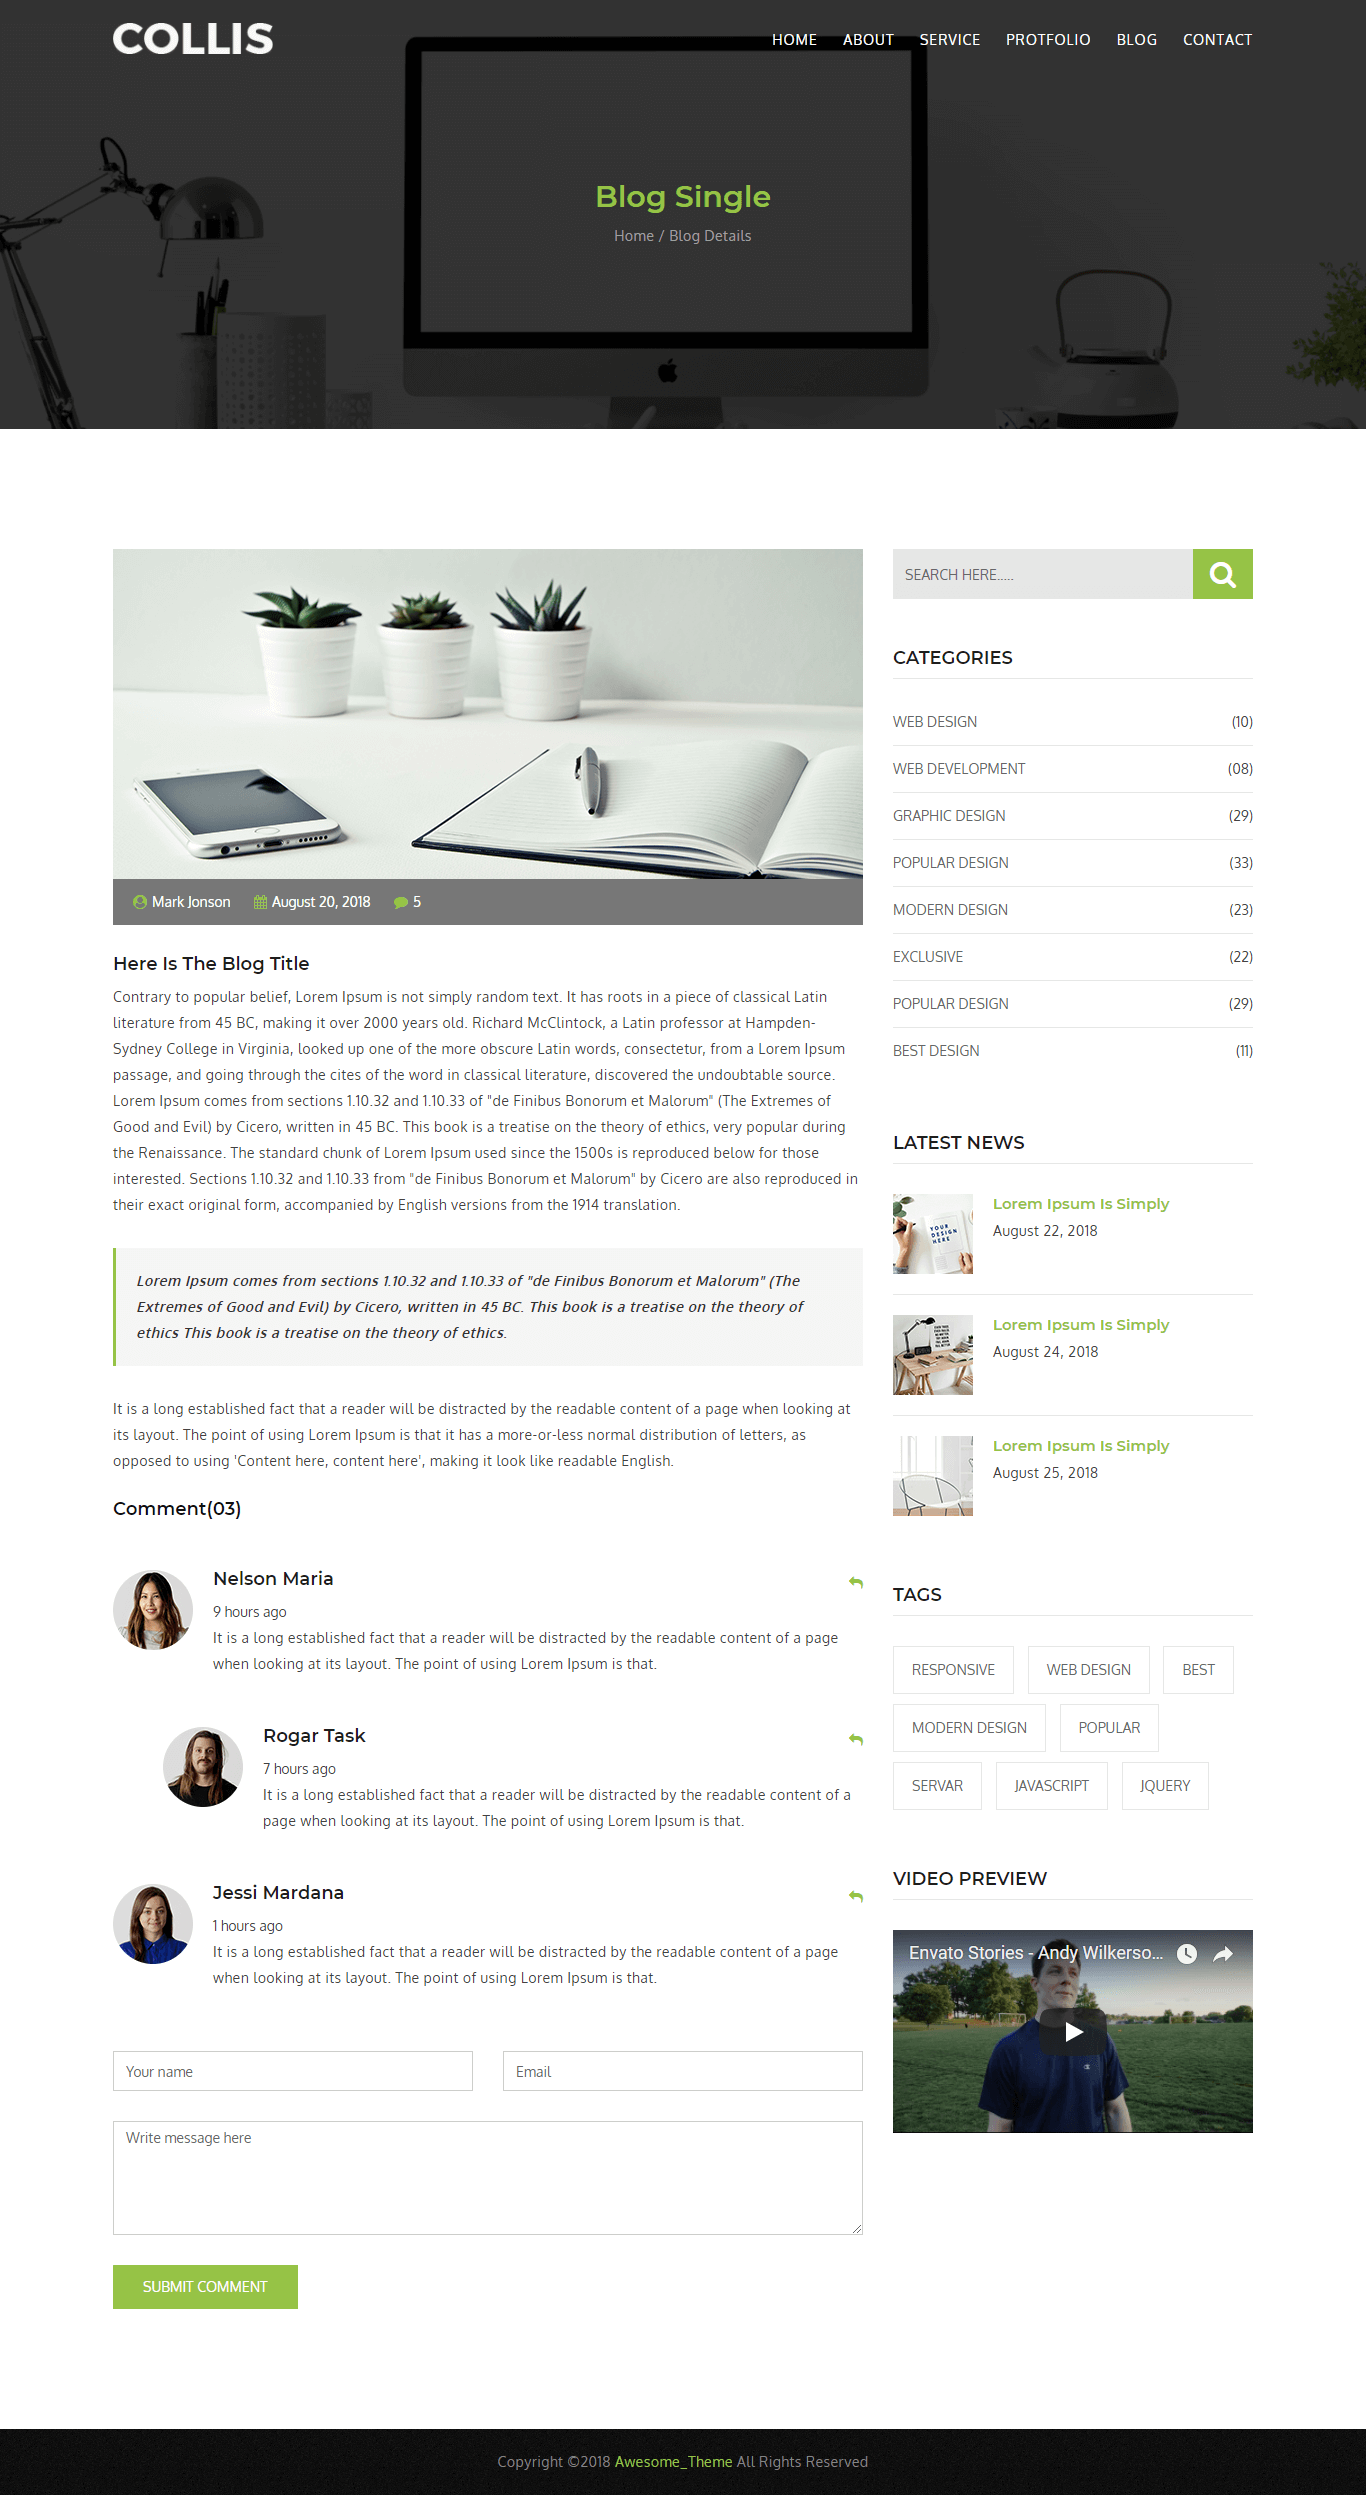 COLLIS
HOME ABOUT SERVICE PROTFOLIO BLOG CONTACT
Blog Single
Home / Blog Details
Mark Jonson August 20, 2018 5
Here Is The Blog Title
Contrary to popular belief, Lorem Ipsum is not simply random text. It has roots in a piece of classical Latin
literature from 45 BC, making it over 2000 years old. Richard McClintock, a Latin professor at Hampden-
Sydney College in Virginia, looked up one of the more obscure Latin words, consectetur, from a Lorem Ipsum
passage, and going through the cites of the word in classical literature, discovered the undoubtable source.
Lorem Ipsum comes from sections 1.10.32 and 1.10.33 of "de Finibus Bonorum et Malorum" (The Extremes of
Good and Evil) by Cicero, written in 45 BC. This book is a treatise on the theory of ethics, very popular during
the Renaissance. The standard chunk of Lorem Ipsum used since the 1500s is reproduced below for those
interested. Sections 1.10.32 and 1.10.33 from "de Finibus Bonorum et Malorum" by Cicero are also reproduced in
their exact original form, accompanied by English versions from the 1914 translation.
Lorem Ipsum comes from sections 1.10.32 and 1.10.33 of "de Finibus Bonorum et Malorum" (The
Extremes of Good and Evil) by Cicero, written in 45 BC. This book is a treatise on the theory of
ethics This book is a treatise on the theory of ethics.
It is a long established fact that a reader will be distracted by the readable content of a page when looking at
its layout. The point of using Lorem Ipsum is that it has a more-or-less normal distribution of letters, as
opposed to using 'Content here, content here', making it look like readable English.
Comment(03)
Nelson Maria
9 hours ago
It is a long established fact that a reader will be distracted by the readable content of a page
when looking at its layout. The point of using Lorem Ipsum is that.
Rogar Task
7 hours ago
It is a long established fact that a reader will be distracted by the readable content of a
page when looking at its layout. The point of using Lorem Ipsum is that.
Jessi Mardana
1 hours ago
It is a long established fact that a reader will be distracted by the readable content of a page
when looking at its layout. The point of using Lorem Ipsum is that.
Your name
Email
Write message here
SUBMIT COMMENT
SEARCH HERE.....
CATEGORIES
WEB DESIGN (10)
WEB DEVELOPMENT (08)
GRAPHIC DESIGN (29)
POPULAR DESIGN (33)
MODERN DESIGN (23)
EXCLUSIVE (22)
POPULAR DESIGN (29)
BEST DESIGN (11)
LATEST NEWS
YOUR
DESIGN
HERE
Lorem Ipsum Is Simply
August 22, 2018
Lorem Ipsum Is Simply
August 24, 2018
Lorem Ipsum Is Simply
August 25, 2018
TAGS
RESPONSIVE WEB DESIGN BEST
MODERN DESIGN POPULAR
SERVAR JAVASCRIPT JQUERY
VIDEO PREVIEW
Envato Stories - Andy Wilkerso...
Copyright ©2018 Awesome_Theme All Rights Reserved